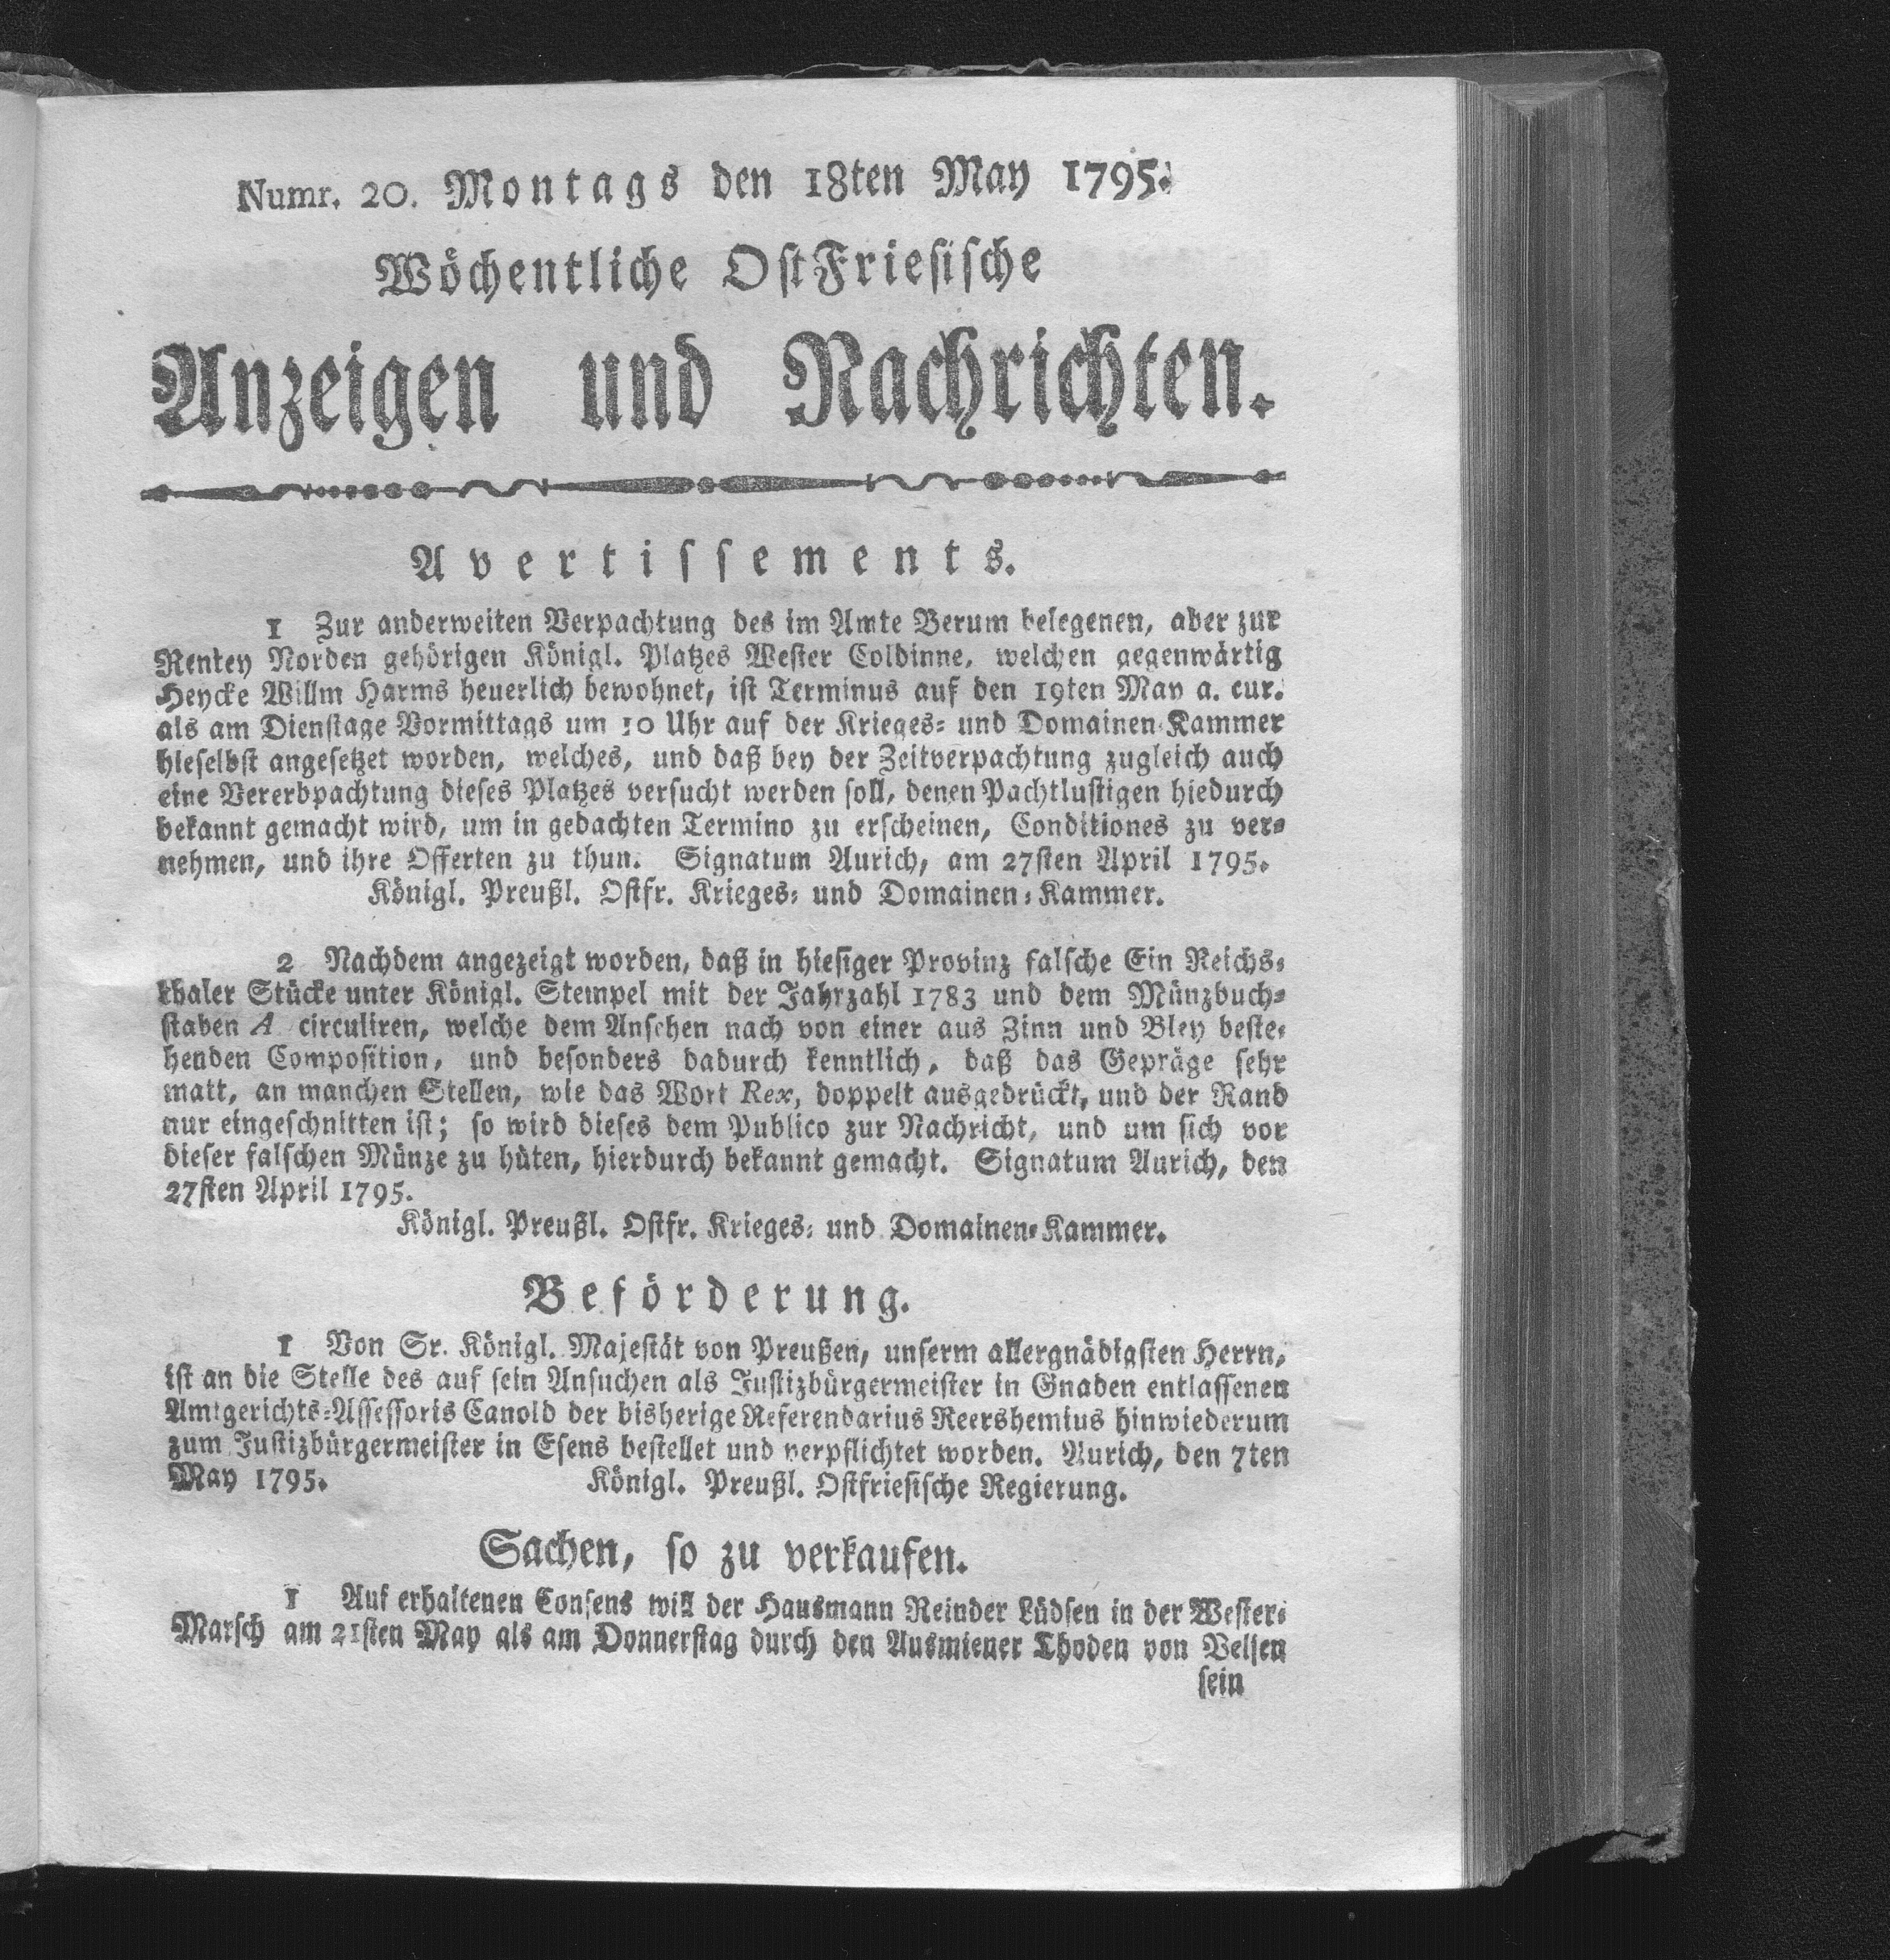 Numr. 20. Montags den 18ten May 1795.
Wöchentliche OstFriesische
Anzeigen und Nachrichten.
Avertissements.
1 Zur anderweiten Verpachtung des im Amte Berum belegenen, aber zur
Rentey Norden gehörigen Königl. Platzes Wester Coldinne, welchen gegenwärtig
Heycke Willm Harms heuerlich bewohnet, ist Terminus auf den 19ten May a. cur.
als am Dienstage Vormittags um 10 Uhr auf der Krieges- und Domainen-Kammer
hieselbst angesetzet worden, welches, und daß bey der Zeitverpachtung zugleich auch
eine Vererbpachtung dieses Platzes versucht werden soll, denen Pachtlustigen hiedurch
bekannt gemacht wird, um in gedachten Termino zu erscheinen, Conditiones zu ver-
nehmen, und ihre Offerten zu thun. Signatum Aurich, am 27sten April 1795.
Königl. Preußl. Ostfr. Krieges- und Domainen-Kammer.
2 Nachdem angezeigt worden, daß in hiesiger Provinz falsche Ein Reichs-
thaler Stücke unter Königl. Stempel mit der Jahrzahl 1783 und dem Münzbuch-
staben A circuliren, welche dem Ansehen nach von einer aus Zinn und Bley beste-
henden Composition, und besonders dadurch kenntlich, daß das Gepräge sehr
matt, an manchen Stellen, wie das Wort Rex, doppelt ausgedrückt, und der Rand
nur eingeschnitten ist; so wird dieses dem Publico zur Nachricht, und um sich vor
dieser falschen Münze zu hüten, hierdurch bekannt gemacht. Signatum Aurich, den
27sten April 1795.
Königl. Preußl. Ostfr. Krieges- und Domainen-Kammer.
Beförderung.
1 Von Sr. Königl. Majestät von Preußen, unserm allergnädigsten Herrn,
ist an die Stelle des auf sein Ansuchen als Justizbürgermeister in Gnaden entlassenen
Amtgerichts-Assessoris Canold der bisherige Referendarius Reershemius hinwiederum
zum Justizbürgermeister in Esens bestellet und verpflichtet worden. Aurich, den 7ten
May 1795. Königl. Preußl. Ostfriesische Regierung.
Sachen, so zu verkaufen.
1 Auf erhaltenen Consens will der Hausmann Reinder Lüdsen in der Wester-
Marsch am 21sten May als am Donnerstag durch den Ausmiener Thoden von Velsen
sein